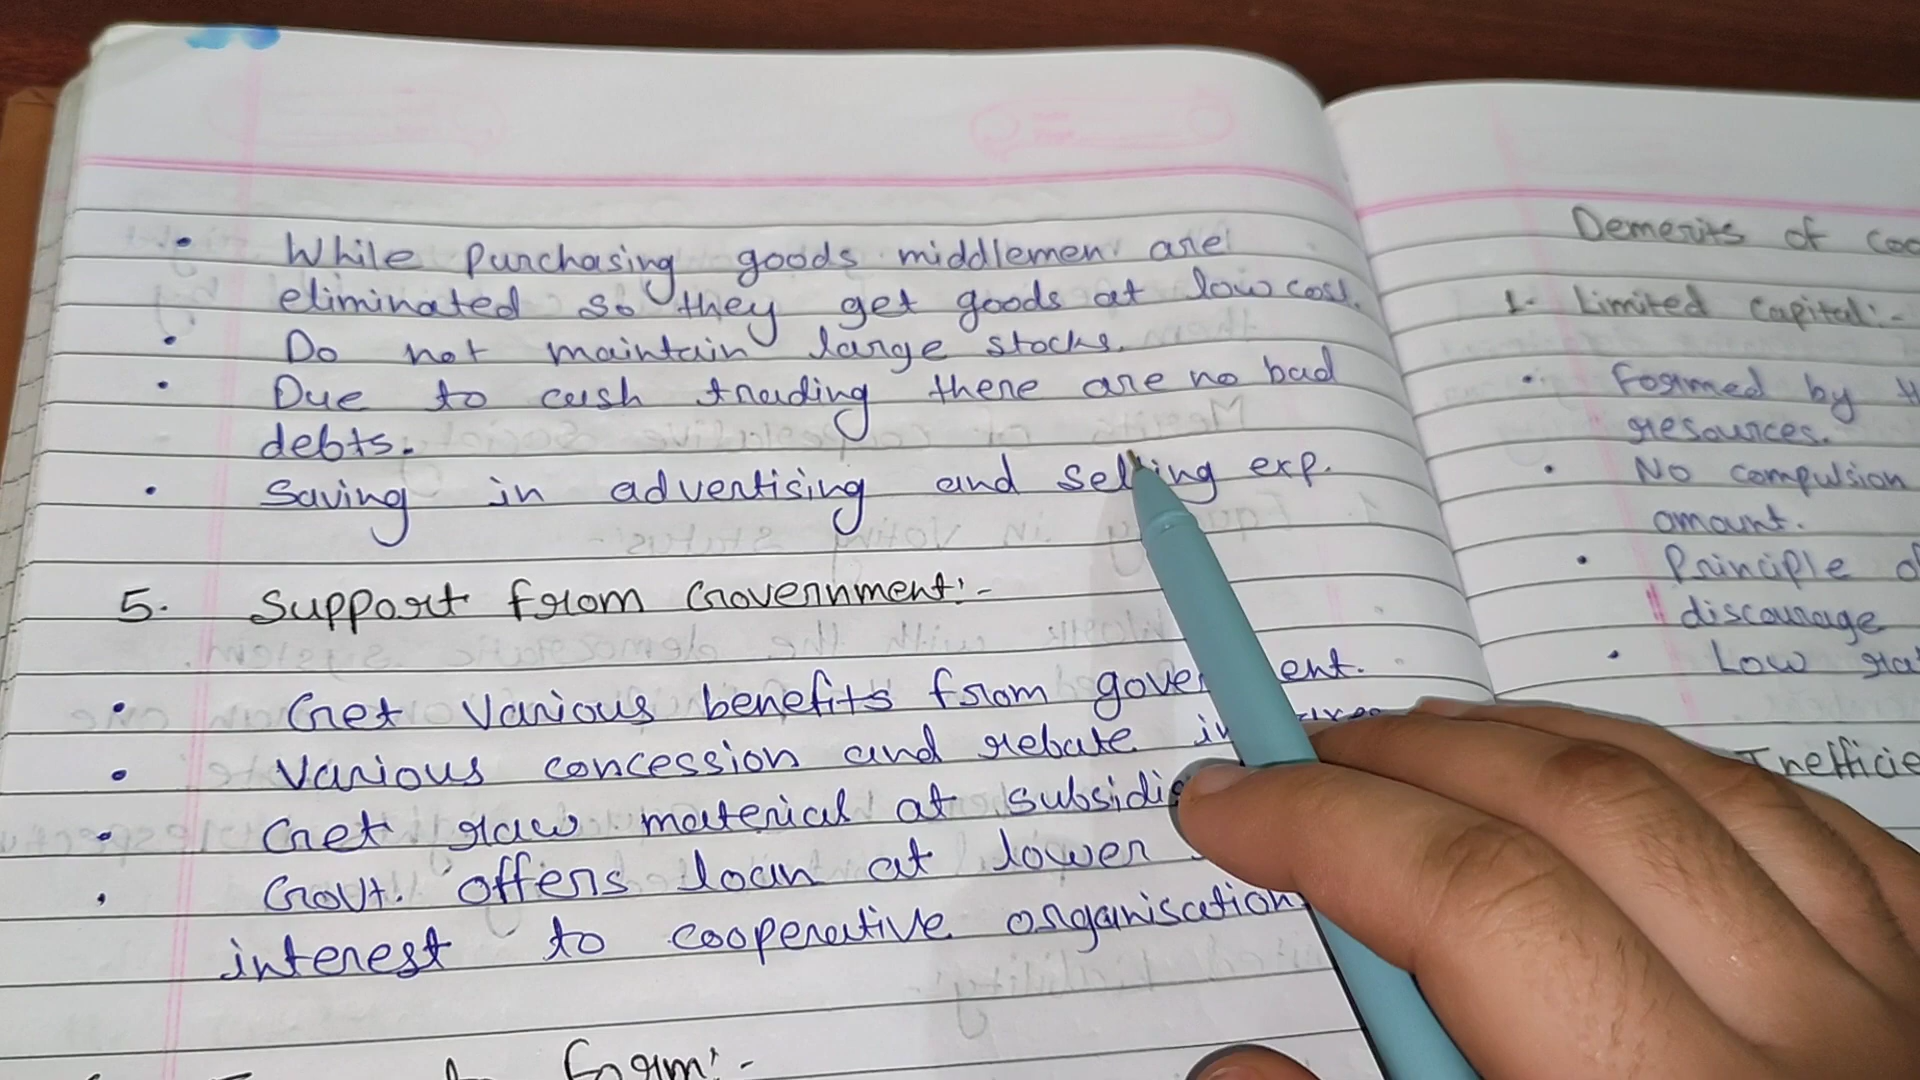 • While purchasing goods middlemen are
eliminated so they get goods at low cost.
• Do not maintain large stocks.
• Due to cash trading there are no bad
debts.
• Saving in advertising and selling exp.
5. Support from Government:-
• Get various benefits from government.
• Various concession and rebate in
• Get raw material at
• Govt. offers loan at lower
interest to cooperative organisation
form:-
Demerits of
1- Limited Capital:-
• Formed by
resources.
• No compulsion
amount.
• Principle
discourage
• Low